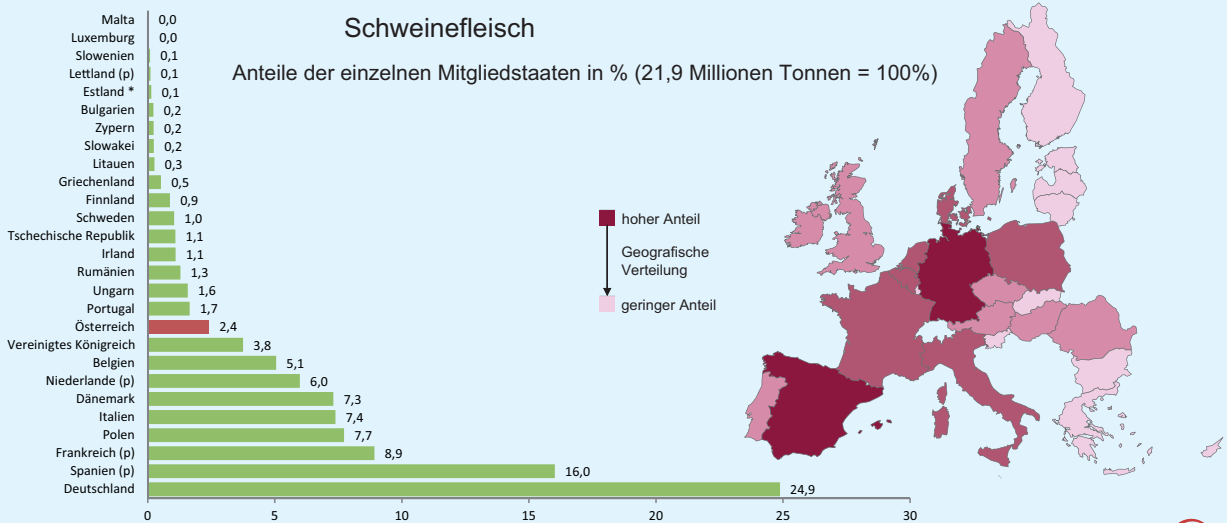 Schweinefleisch
Anteile der einzelnen Mitgliedstaaten in % (21,9 Millionen Tonnen = 100%)
Malta 0,0
Luxemburg 0,0
Slowenien 0,1
Lettland (p) 0,1
Estland * 0,1
Bulgarien 0,2
Zypern 0,2
Slowakei 0,2
Litauen 0,3
Griechenland 0,5
Finnland 0,9
Schweden 1,0
Tschechische Republik 1,1
Irland 1,1
Rumänien 1,3
Ungarn 1,6
Portugal 1,7
Österreich 2,4
Vereinigtes Königreich 3,8
Belgien 5,1
Niederlande (p) 6,0
Dänemark 7,3
Italien 7,4
Polen 7,7
Frankreich (p) 8,9
Spanien (p) 16,0
Deutschland 24,9
0 5 10 15 20 25 30
hoher Anteil
Geografische
Verteilung
geringer Anteil